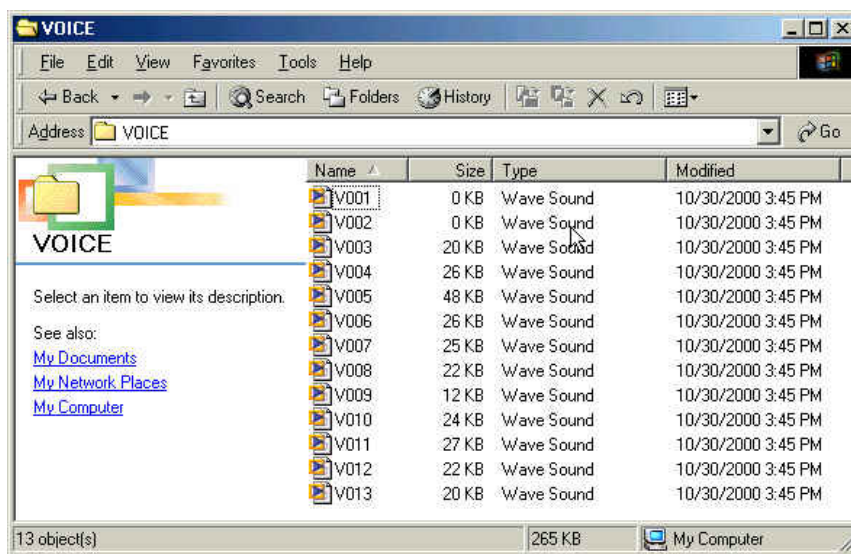 VOICE
File Edit View Favorites Tools Help
Back Search Folders History
Address VOICE Go
Name Size Type Modified
V001 0 KB Wave Sound 10/30/2000 3:45 PM
V002 0 KB Wave Sound 10/30/2000 3:45 PM
V003 20 KB Wave Sound 10/30/2000 3:45 PM
V004 26 KB Wave Sound 10/30/2000 3:45 PM
V005 48 KB Wave Sound 10/30/2000 3:45 PM
V006 26 KB Wave Sound 10/30/2000 3:45 PM
V007 25 KB Wave Sound 10/30/2000 3:45 PM
V008 22 KB Wave Sound 10/30/2000 3:45 PM
V009 12 KB Wave Sound 10/30/2000 3:45 PM
V010 24 KB Wave Sound 10/30/2000 3:45 PM
V011 27 KB Wave Sound 10/30/2000 3:45 PM
V012 22 KB Wave Sound 10/30/2000 3:45 PM
V013 20 KB Wave Sound 10/30/2000 3:45 PM
VOICE
Select an item to view its description.
See also:
My Documents
My Network Places
My Computer
13 object(s) 265 KB My Computer